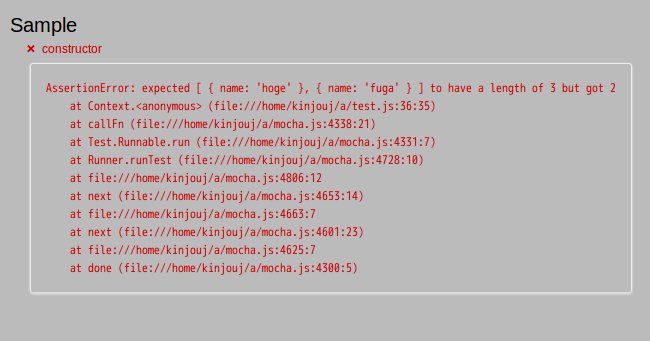 Sample
× constructor
AssertionError: expected [ { name: 'hoge' }, { name: 'fuga' } ] to have a length of 3 but got 2
at Context.<anonymous> (file:///home/kinjouj/a/test.js:36:35)
at callFn (file:///home/kinjouj/a/mocha.js:4338:21)
at Test.Runnable.run (file:///home/kinjouj/a/mocha.js:4331:7)
at Runner.runTest (file:///home/kinjouj/a/mocha.js:4728:10)
at file:///home/kinjouj/a/mocha.js:4806:12
at next (file:///home/kinjouj/a/mocha.js:4653:14)
at file:///home/kinjouj/a/mocha.js:4663:7
at next (file:///home/kinjouj/a/mocha.js:4601:23)
at file:///home/kinjouj/a/mocha.js:4625:7
at done (file:///home/kinjouj/a/mocha.js:4300:5)